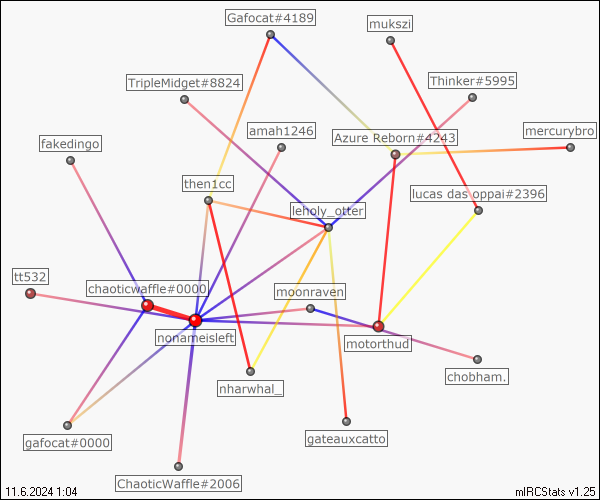 Gafocat#4189
mukszi
TripleMidget#8824
Thinker#5995
amah1246
Azure Reborn#4243
mercurybro
fakedingo
then1cc
lucas das oppai#2396
leholy_otter
tt532
chaoticwaffle#0000
moonraven
nonameisleft
motorthud
chobham.
nharwhal_
gafocat#0000
gateauxcatto
ChaoticWaffle#2006
11.6.2024 1:04
mIRCStats v1.25